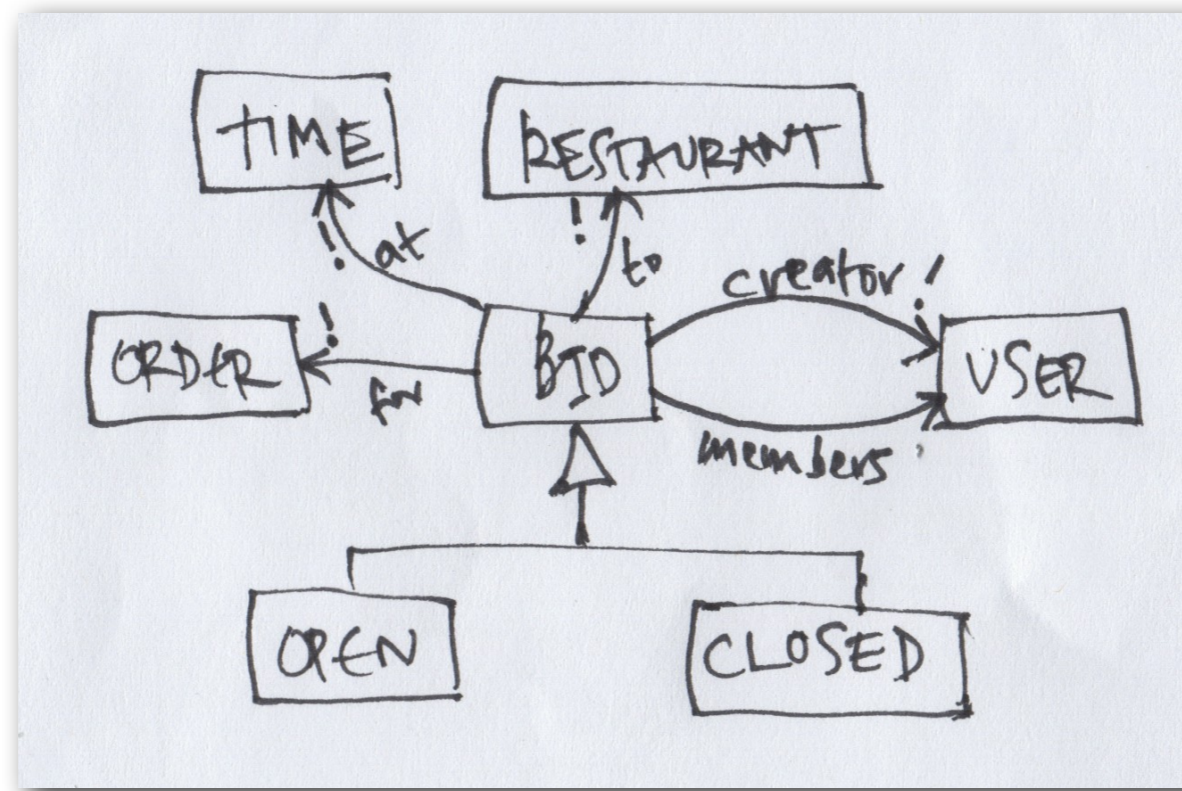 TIME
RESTAURANT
!
!
at
to
creator !
!
ORDER
for
BID
USER
members
OPEN
CLOSED